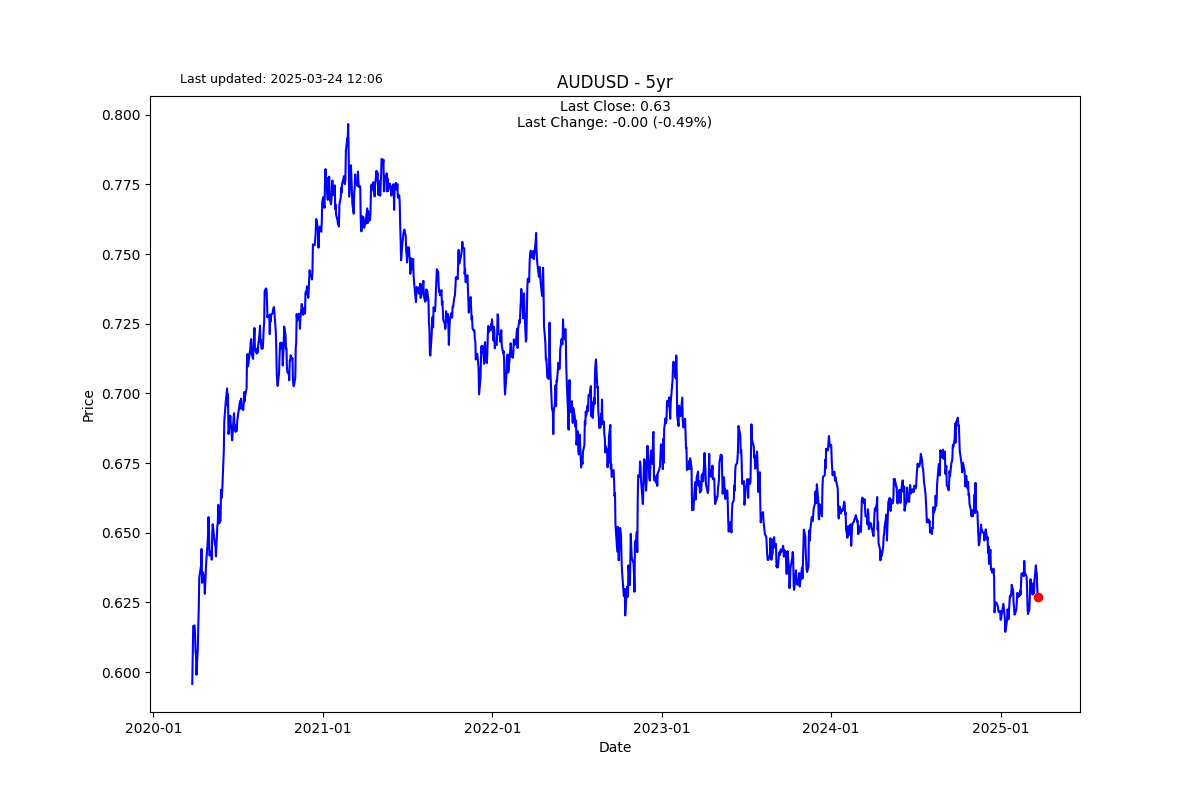 Last updated: 2025-03-24 12:06
AUDUSD - 5yr
Last Close: 0.63
Last Change: -0.00 (-0.49%)
0.800
0.775
0.750
0.725
0.700
0.675
0.650
0.625
0.600
Price
2020-01 2021-01 2022-01 2023-01 2024-01 2025-01
Date